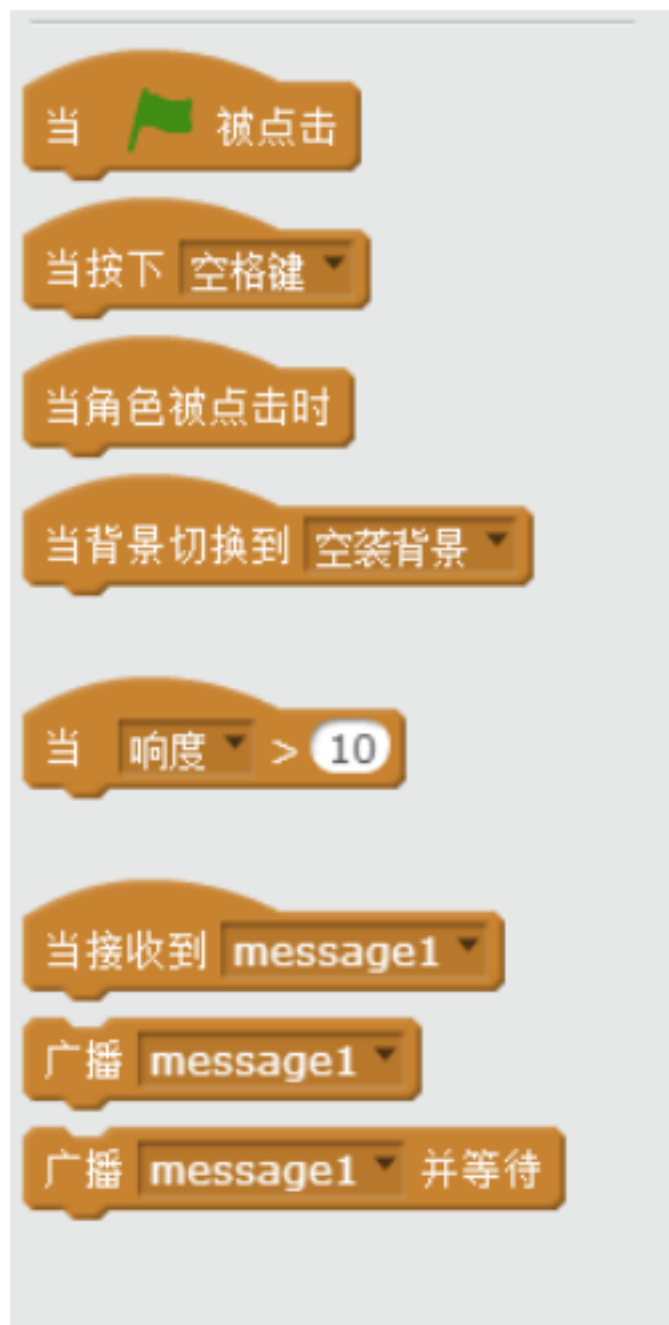 当 被点击
当按下 空格键
当角色被点击时
当背景切换到 空袭背景
当 响度 > 10
当接收到 message1
广播 message1
广播 message1 并等待